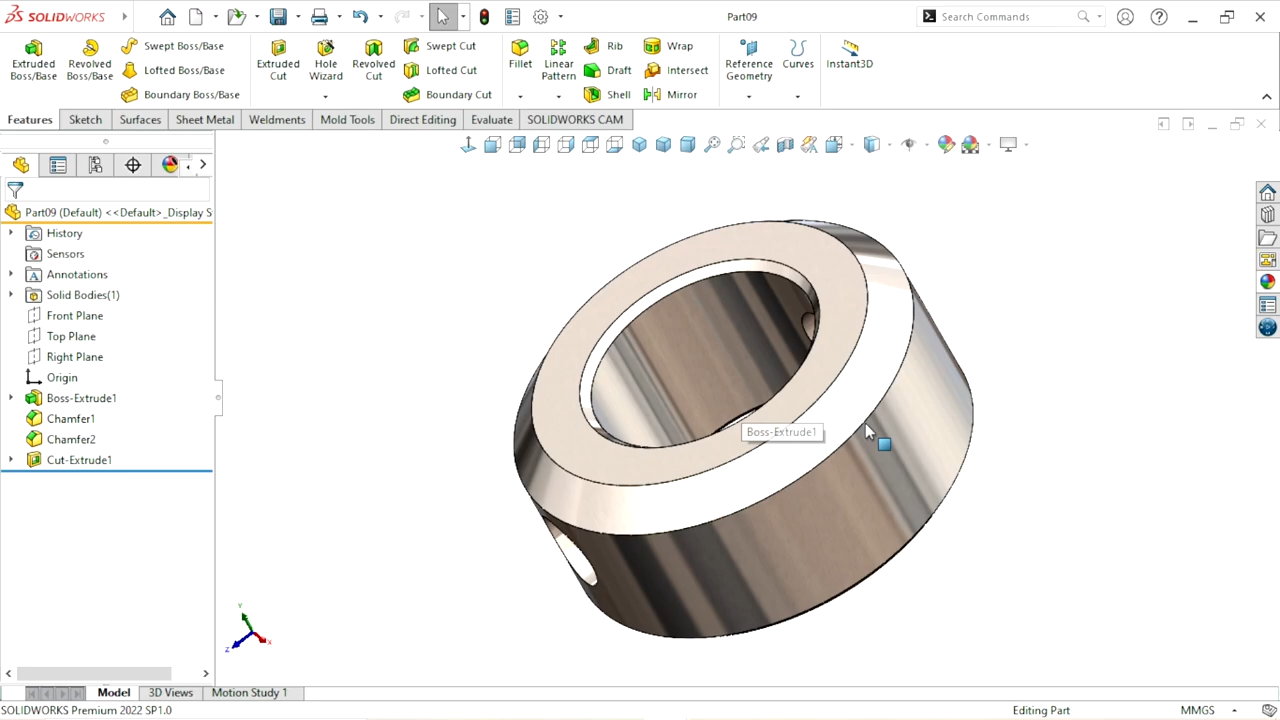 SOLIDWORKS
Part09
Search Commands
Extruded Boss/Base
Revolved Boss/Base
Swept Boss/Base
Lofted Boss/Base
Boundary Boss/Base
Extruded Cut
Hole Wizard
Revolved Cut
Swept Cut
Lofted Cut
Boundary Cut
Fillet
Linear Pattern
Rib
Draft
Shell
Wrap
Intersect
Mirror
Reference Geometry
Curves
Instant3D
Features
Sketch
Surfaces
Sheet Metal
Weldments
Mold Tools
Direct Editing
Evaluate
SOLIDWORKS CAM
Part09 (Default) <<Default>_Display S
History
Sensors
Annotations
Solid Bodies(1)
Front Plane
Top Plane
Right Plane
Origin
Boss-Extrude1
Chamfer1
Chamfer2
Cut-Extrude1
Boss-Extrude1
Y
X
Z
Model
3D Views
Motion Study 1
SOLIDWORKS Premium 2022 SP1.0
Editing Part
MMGS